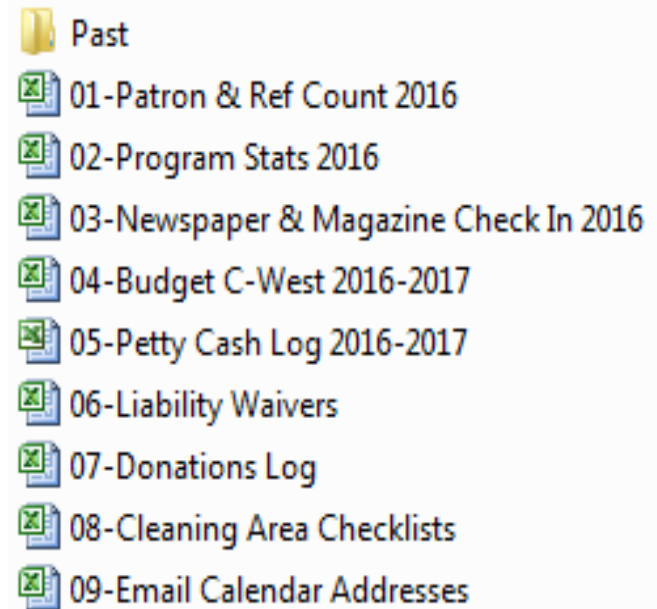 Past
01-Patron & Ref Count 2016
02-Program Stats 2016
03-Newspaper & Magazine Check In 2016
04-Budget C-West 2016-2017
05-Petty Cash Log 2016-2017
06-Liability Waivers
07-Donations Log
08-Cleaning Area Checklists
09-Email Calendar Addresses